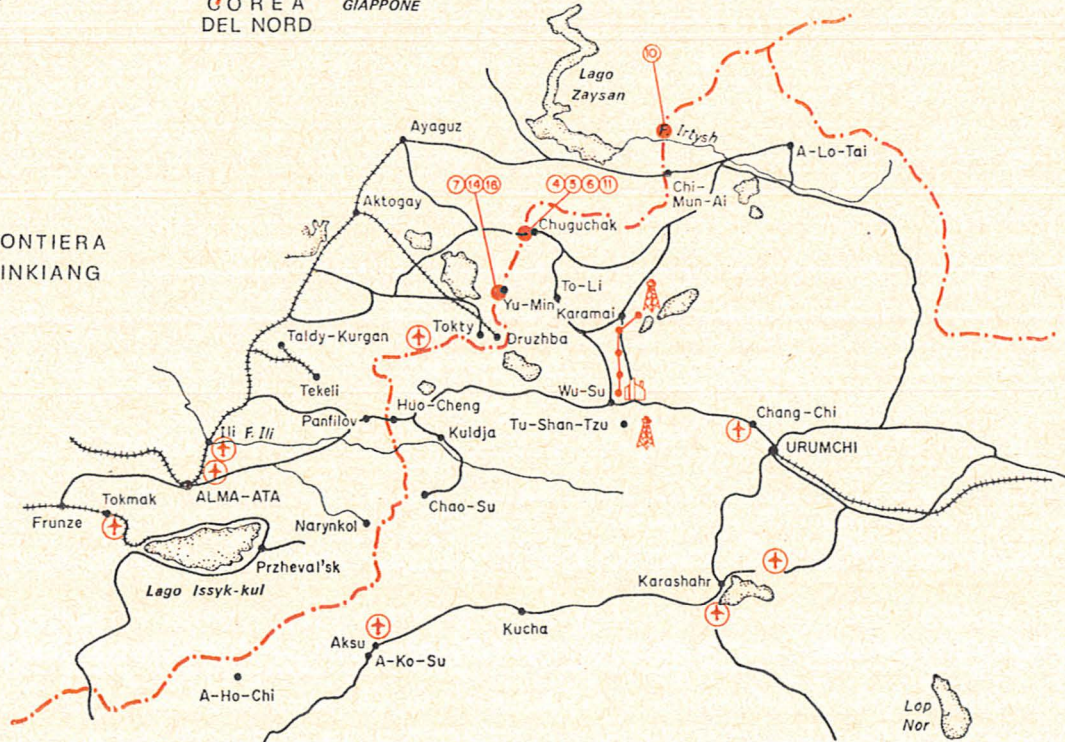 COREA
DEL NORD
GIAPPONE
10
Lago
Zaysan
F. Irtysh
Ayaguz
A-Lo-Tai
Chi-
Mun-Ai
7 14 16
4 5 6 11
Aktogay
Chuguchak
ONTIERA
INKIANG
To-Li
Yu-Min
Karamai
Tokty
Druzhba
Taldy-Kurgan
Tekeli
Wu-Su
Huo-Cheng
Panfilov
Tu-Shan-Tzu
Chang-Chi
Ili
F. Ili
Kuldja
URUMCHI
ALMA-ATA
Tokmak
Chao-Su
Frunze
Narynkol
Przheval'sk
Lago Issyk-kul
Karashahr
Kucha
Aksu
A-Ko-Su
A-Ho-Chi
Lop
Nor